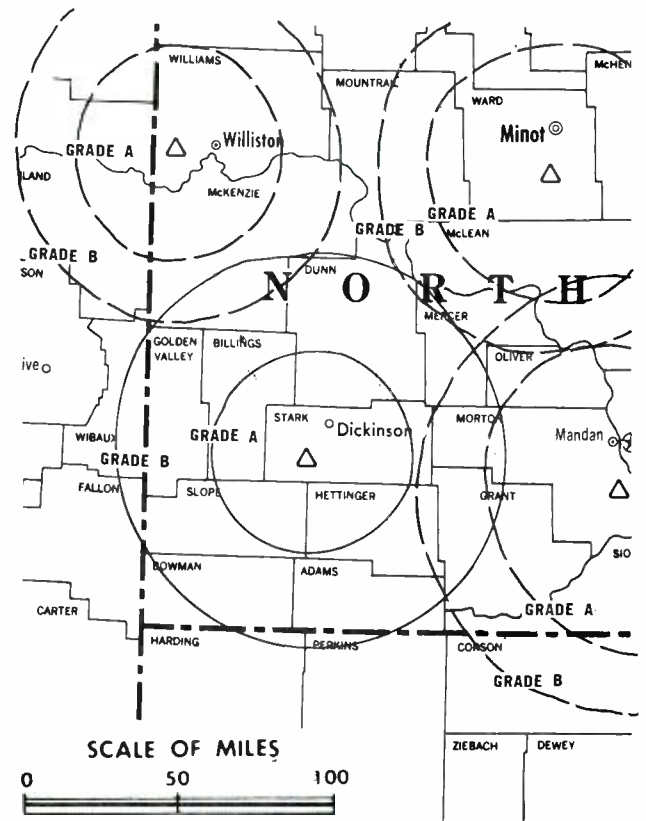 WILLIAMS
McHEN
MOUNTRAIL
WARD
Minot
Williston
GRADE A
LAND
McKENZIE
GRADE A
GRADE B
McLEAN
GRADE B
SON
DUNN
N O R T H
MERCER
GOLDEN
VALLEY
BILLINGS
OLIVER
ive
STARK
MORTON
Dickinson
Mandan
WIBAUX
GRADE A
GRADE B
FALLON
SLOPE
HETTINGER
GRANT
SIO
BOWMAN
ADAMS
CARTER
GRADE A
HARDING
PERKINS
CORSON
GRADE B
SCALE OF MILES
ZIEBACH
DEWEY
0 50 100